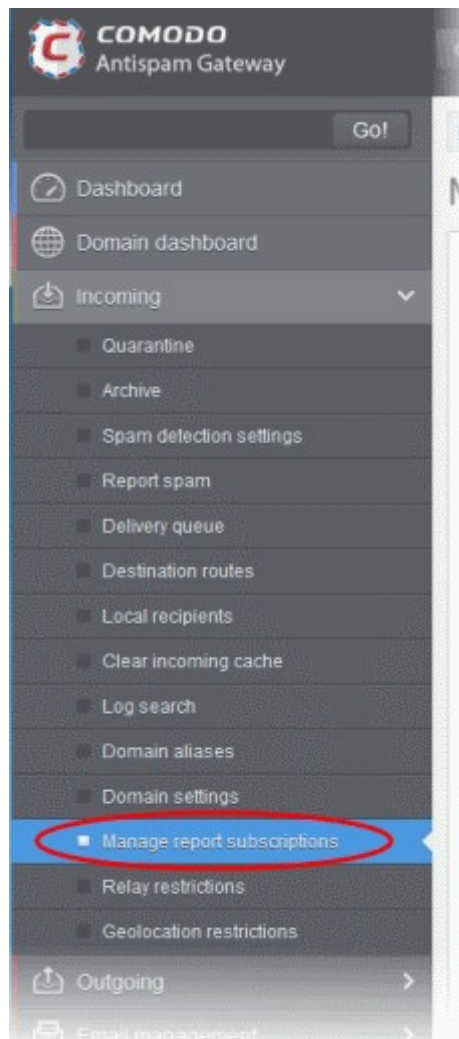 COMODO
Antispam Gateway
Go!
Dashboard
Domain dashboard
Incoming
Quarantine
Archive
Spam detection settings
Report spam
Delivery queue
Destination routes
Local recipients
Clear incoming cache
Log search
Domain aliases
Domain settings
Manage report subscriptions
Relay restrictions
Geolocation restrictions
Outgoing
Email management